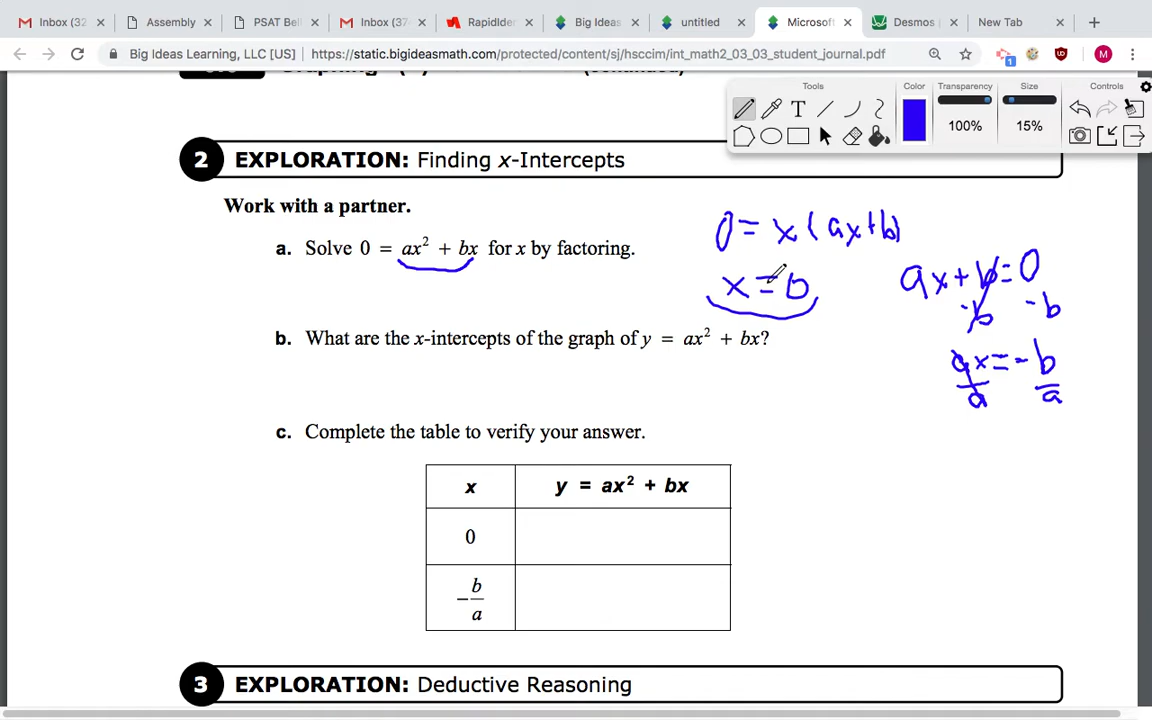 Inbox (32
Assembly
PSAT Bel
Inbox (37
RapidIder
Big Ideas
untitled
Microsof
Desmos
New Tab
Big Ideas Learning, LLC [US] https://static.bigideasmath.com/protected/content/sj/hsccim/int_math2_03_03_student_journal.pdf
Tools Color Transparency Size Controls
100% 15%
2 EXPLORATION: Finding x-Intercepts
Work with a partner.
a. Solve 0 = ax² + bx for x by factoring.
0 = x(ax+b)
x = 0
ax+b=0
-b -b
ax = -b
a a
b. What are the x-intercepts of the graph of y = ax² + bx?
c. Complete the table to verify your answer.
x y = ax² + bx
0
-b/a
3 EXPLORATION: Deductive Reasoning